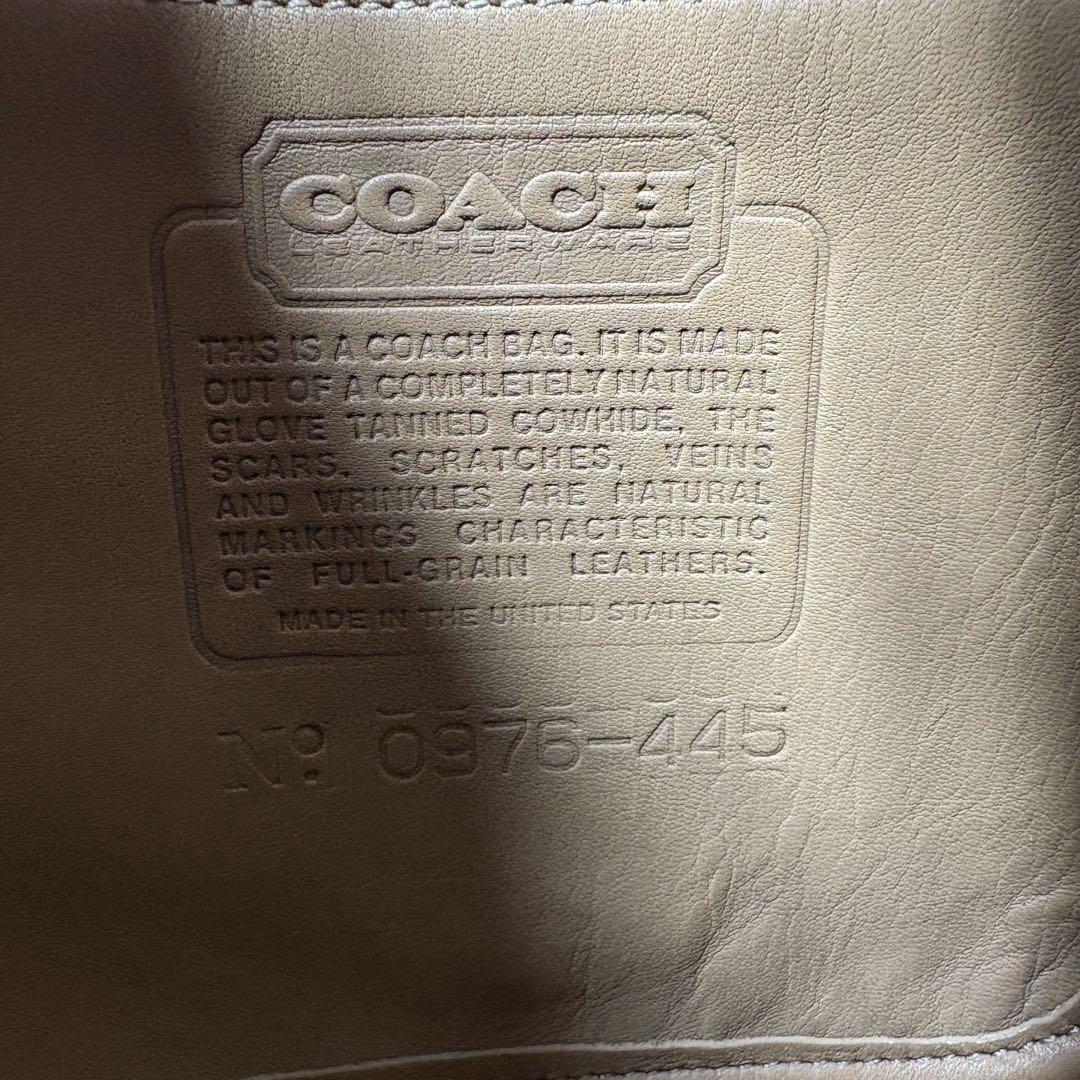 COACH
LEATHERWARE
THIS IS A COACH BAG. IT IS MADE
OUT OF A COMPLETELY NATURAL
GLOVE TANNED COWHIDE, THE
SCARS, SCRATCHES, VEINS
AND WRINKLES ARE NATURAL
MARKINGS CHARACTERISTIC
OF FULL-GRAIN LEATHERS.
MADE IN THE UNITED STATES
No. 0976-445